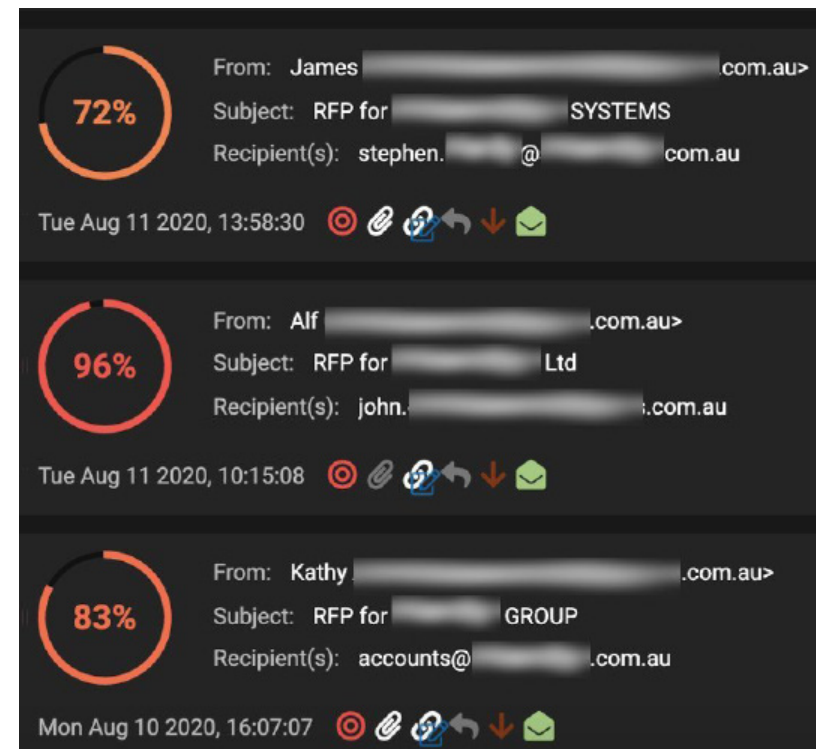 72%
From: James .com.au>
Subject: RFP for SYSTEMS
Recipient(s): stephen. @ com.au
Tue Aug 11 2020, 13:58:30
96%
From: Alf .com.au>
Subject: RFP for Ltd
Recipient(s): john. .com.au
Tue Aug 11 2020, 10:15:08
83%
From: Kathy .com.au>
Subject: RFP for GROUP
Recipient(s): accounts@ .com.au
Mon Aug 10 2020, 16:07:07